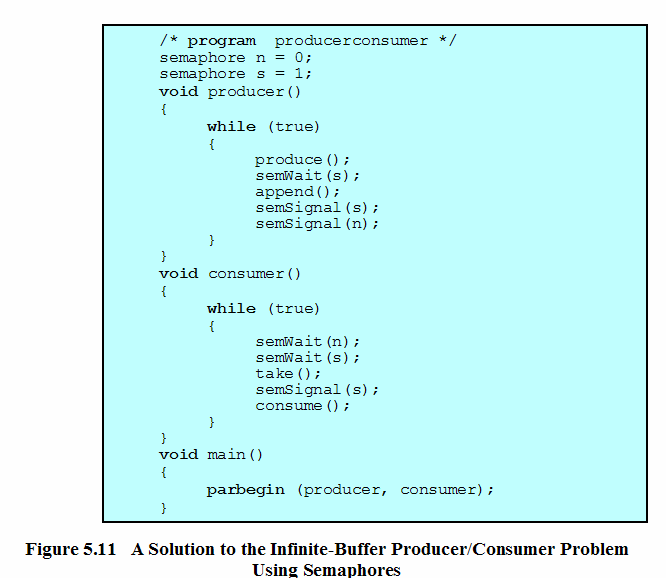 /* program  producerconsumer */
semaphore n = 0;
semaphore s = 1;
void producer()
{
     while (true)
     {
          produce();
          semWait(s);
          append();
          semSignal(s);
          semSignal(n);
     }
}
void consumer()
{
     while (true)
     {
          semWait(n);
          semWait(s);
          take();
          semSignal(s);
          consume();
     }
}
void main()
{
     parbegin (producer, consumer);
}
Figure 5.11   A Solution to the Infinite-Buffer Producer/Consumer Problem
Using Semaphores